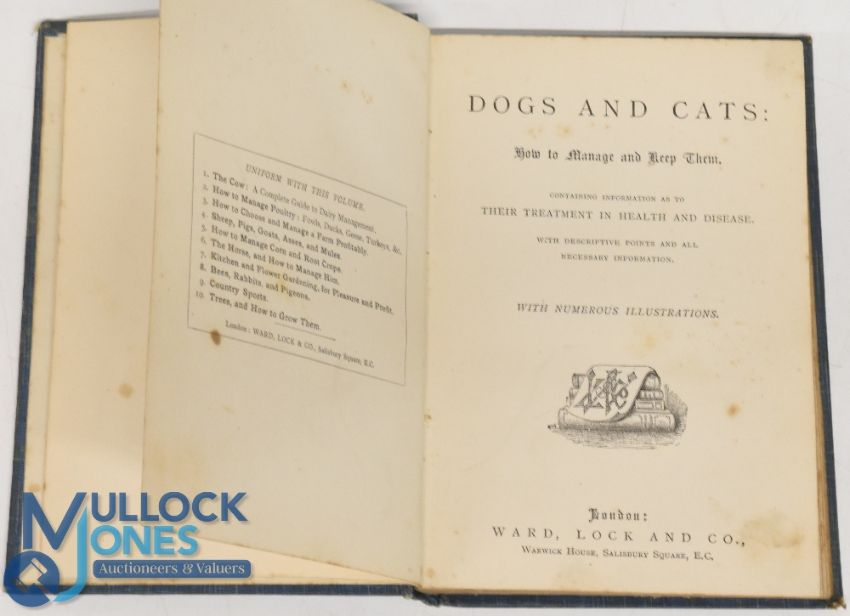 UNIFORM WITH THIS VOLUME.
1. The Cow: A Complete Guide to Dairy Management.
2. How to Manage Poultry: Fowls, Ducks, Geese, Turkeys, &c.
3. How to Choose and Manage a Farm Profitably.
4. Sheep, Pigs, Goats, Asses, and Mules.
5. How to Manage Corn and Root Crops.
6. The Horse, and How to Manage Him.
7. Kitchen and Flower Gardening, for Pleasure and Profit.
8. Bees, Rabbits, and Pigeons.
9. Country Sports.
10. Trees, and How to Grow Them.
London: WARD, LOCK & CO., Salisbury Square, E.C.
DOGS AND CATS:
How to Manage and Keep Them.
CONTAINING INFORMATION AS TO
THEIR TREATMENT IN HEALTH AND DISEASE.
WITH DESCRIPTIVE POINTS AND ALL
NECESSARY INFORMATION.
WITH NUMEROUS ILLUSTRATIONS.
London:
WARD, LOCK AND CO.,
WARWICK HOUSE, SALISBURY SQUARE, E.C.
MULLOCK
JONES
Auctioneers & Valuers